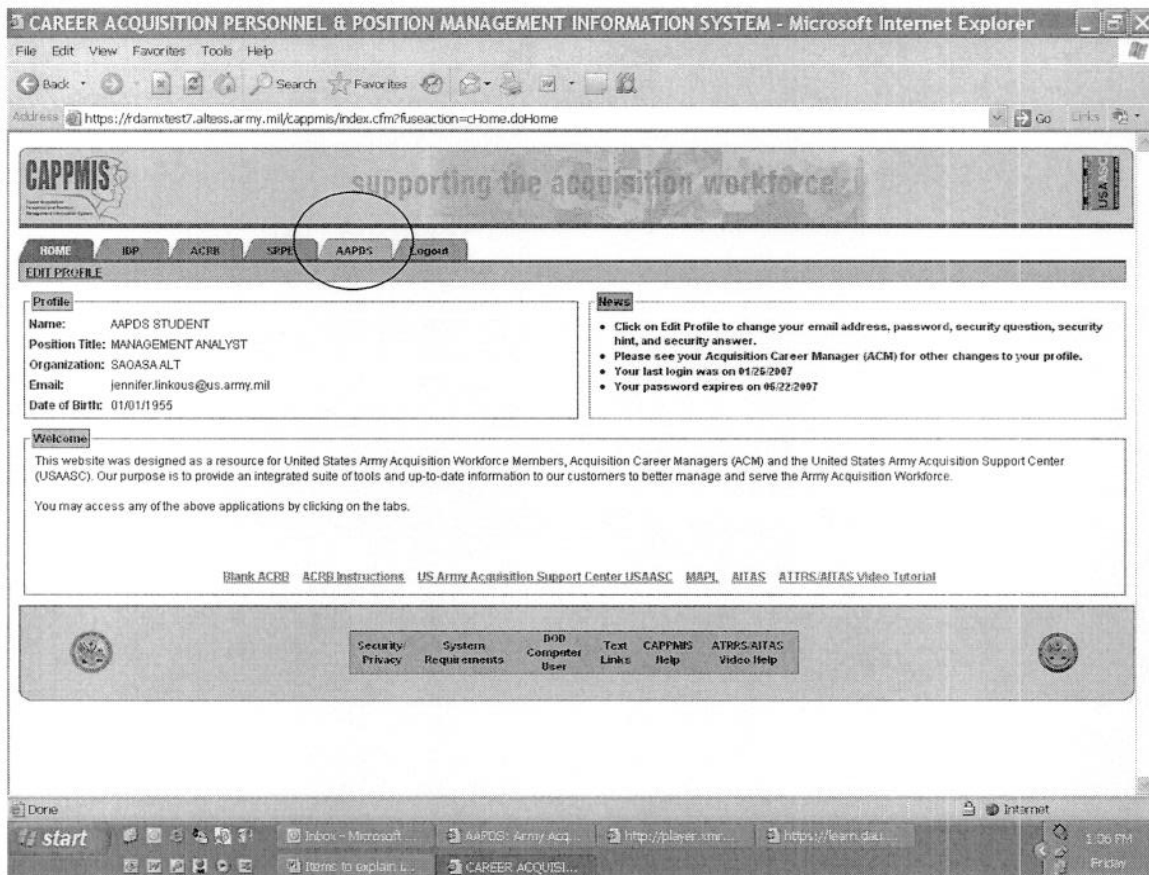 CAREER ACQUISITION PERSONNEL & POSITION MANAGEMENT INFORMATION SYSTEM - Microsoft Internet Explorer
File Edit View Favorites Tools Help
Back Search Favorites
Address https://rdamxtest7.altess.army.mil/cappmis/index.cfm?fuseaction=cHome.doHome Go Links
CAPPMIS supporting the acquisition workforce USAASC
HOME IDP ACRB SRPE AAPDS Logout
EDIT PROFILE
Profile
Name: AAPDS STUDENT
Position Title: MANAGEMENT ANALYST
Organization: SAOASA ALT
Email: jennifer.linkous@us.army.mil
Date of Birth: 01/01/1955
News
• Click on Edit Profile to change your email address, password, security question, security
hint, and security answer.
• Please see your Acquisition Career Manager (ACM) for other changes to your profile.
• Your last login was on 01/26/2007
• Your password expires on 06/22/2007
Welcome
This website was designed as a resource for United States Army Acquisition Workforce Members, Acquisition Career Managers (ACM) and the United States Army Acquisition Support Center
(USAASC). Our purpose is to provide an integrated suite of tools and up-to-date information to our customers to better manage and serve the Army Acquisition Workforce.
You may access any of the above applications by clicking on the tabs.
Blank ACRB ACRB Instructions US Army Acquisition Support Center USAASC MAPL AITAS ATTRS/AITAS Video Tutorial
Security/ Privacy System Requirements DOD Computer User Text Links CAPPMIS Help ATRRS/AITAS Video Help
Done Internet
start Inbox - Microsoft ... AAPDS: Army Acq... http://player.xmr... https://learn.dau... 1:06 PM
Items to explain i... CAREER ACQUISI... Friday